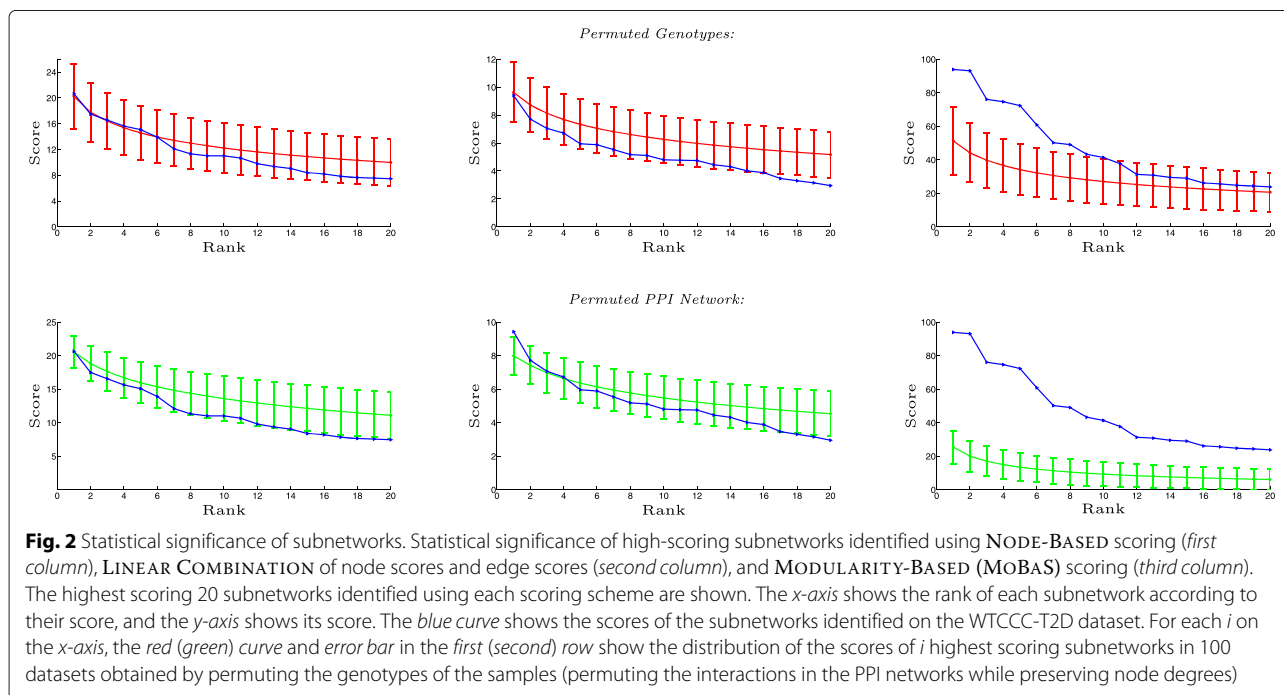 Permuted Genotypes:
24
20
16
12
8
4
0
Score
0 2 4 6 8 10 12 14 16 18 20
Rank
12
10
8
6
4
2
0
Score
0 2 4 6 8 10 12 14 16 18 20
Rank
100
80
60
40
20
0
Score
0 2 4 6 8 10 12 14 16 18 20
Rank
Permuted PPI Network:
25
20
15
10
5
Score
0 2 4 6 8 10 12 14 16 18 20
Rank
10
8
6
4
2
0
Score
0 2 4 6 8 10 12 14 16 18 20
Rank
100
80
60
40
20
0
Score
0 2 4 6 8 10 12 14 16 18 20
Rank
Fig. 2 Statistical significance of subnetworks. Statistical significance of high-scoring subnetworks identified using NODE-BASED scoring (first
column), LINEAR COMBINATION of node scores and edge scores (second column), and MODULARITY-BASED (MOBAS) scoring (third column).
The highest scoring 20 subnetworks identified using each scoring scheme are shown. The x-axis shows the rank of each subnetwork according to
their score, and the y-axis shows its score. The blue curve shows the scores of the subnetworks identified on the WTCCC-T2D dataset. For each i on
the x-axis, the red (green) curve and error bar in the first (second) row show the distribution of the scores of i highest scoring subnetworks in 100
datasets obtained by permuting the genotypes of the samples (permuting the interactions in the PPI networks while preserving node degrees)